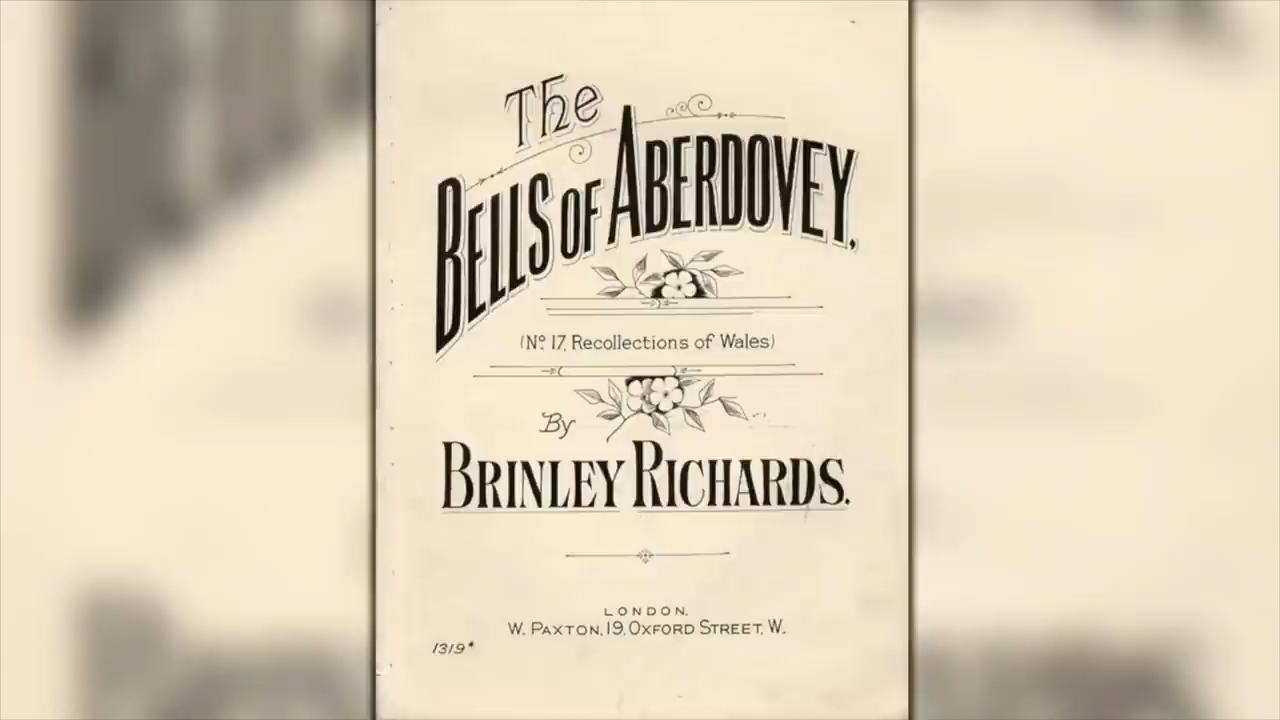 The
BELLS OF ABERDOVEY,
(No. 17, Recollections of Wales)
By
BRINLEY RICHARDS.
LONDON,
W. PAXTON, 19, OXFORD STREET, W.
1319*